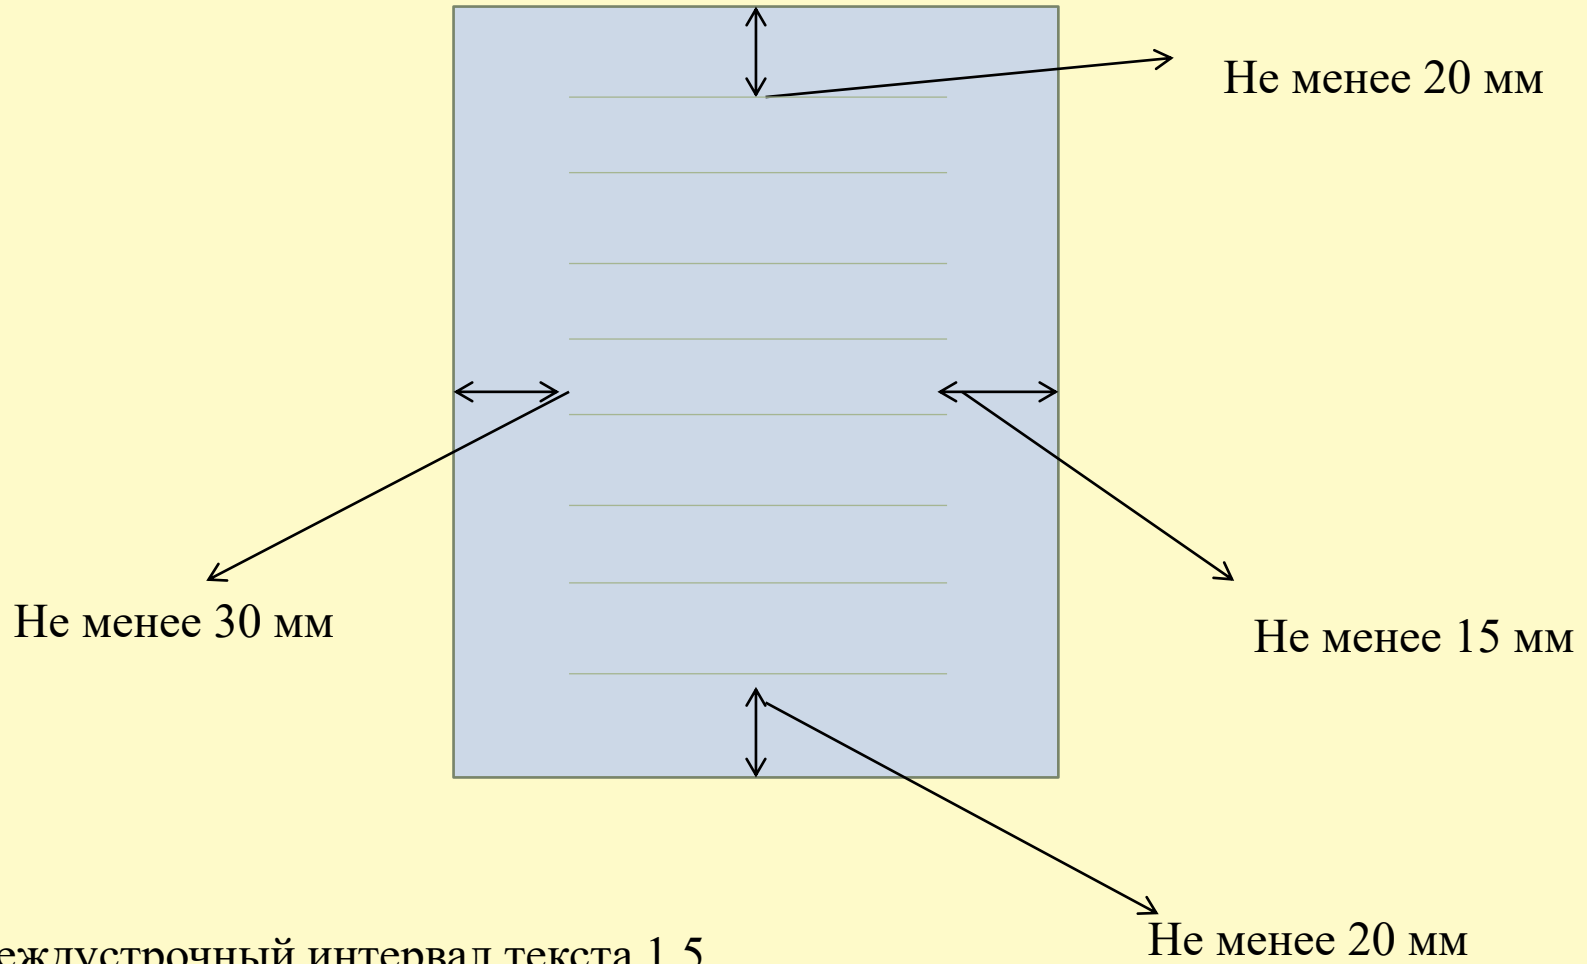 Не менее 20 мм
Не менее 30 мм
Не менее 15 мм
Не менее 20 мм
еждустрочный интервал текста 1,5